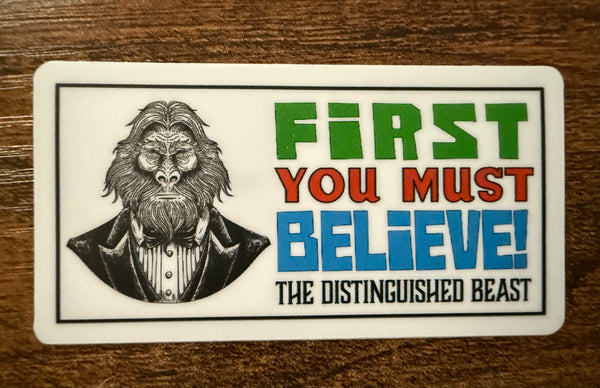 FiRST
YOU MUST
BELiEVE!
THE DISTINGUISHED BEAST